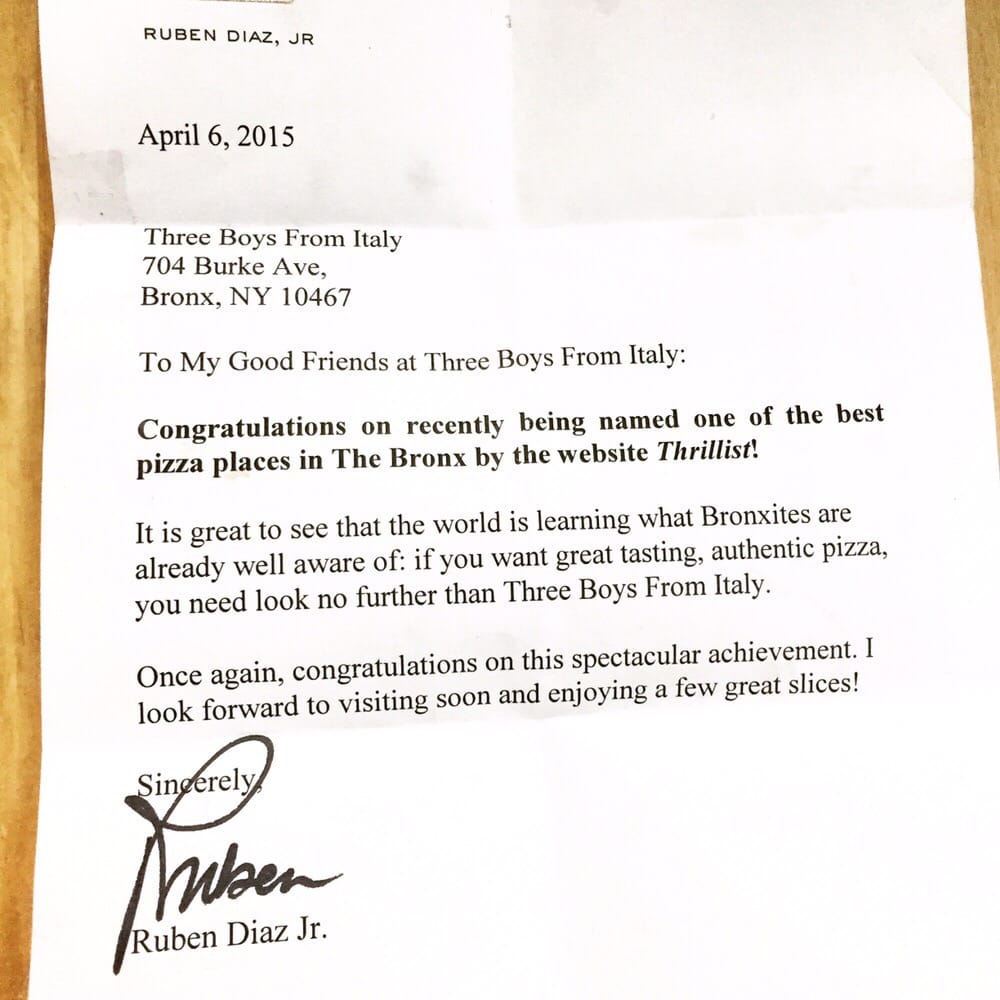 RUBEN DIAZ, JR
April 6, 2015
Three Boys From Italy
704 Burke Ave,
Bronx, NY 10467
To My Good Friends at Three Boys From Italy:
Congratulations on recently being named one of the best
pizza places in The Bronx by the website Thrillist!
It is great to see that the world is learning what Bronxites are
already well aware of: if you want great tasting, authentic pizza,
you need look no further than Three Boys From Italy.
Once again, congratulations on this spectacular achievement. I
look forward to visiting soon and enjoying a few great slices!
Sincerely,
Ruben
Ruben Diaz Jr.